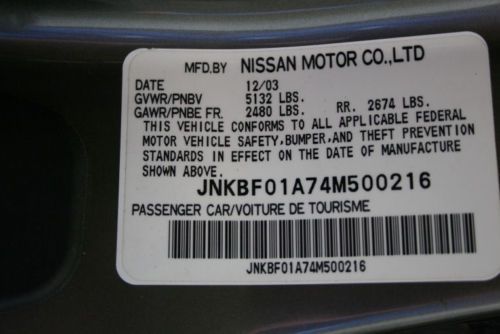 MFD.BY NISSAN MOTOR CO.,LTD
DATE 12/03
GVWR/PNBV 5132 LBS.
GAWR/PNBE FR. 2480 LBS. RR. 2674 LBS.
THIS VEHICLE CONFORMS TO ALL APPLICABLE FEDERAL
MOTOR VEHICLE SAFETY, BUMPER, AND THEFT PREVENTION
STANDARDS IN EFFECT ON THE DATE OF MANUFACTURE
SHOWN ABOVE.
JNKBF01A74M500216
PASSENGER CAR/VOITURE DE TOURISME
JNKBF01A74M500216